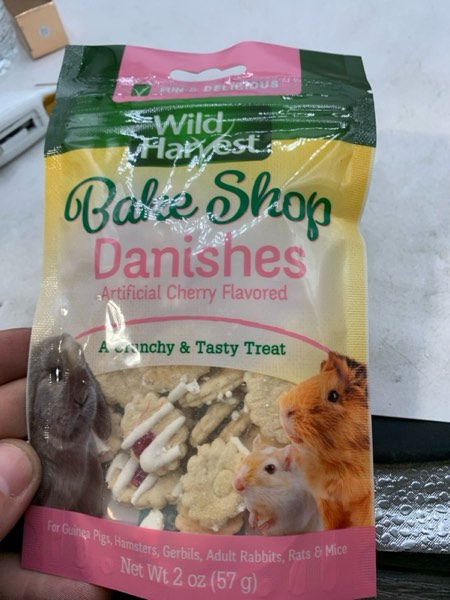 FUN & DELICIOUS
Wild
Harvest
Bake Shop
Danishes
Artificial Cherry Flavored
A Crunchy & Tasty Treat
For Guinea Pigs, Hamsters, Gerbils, Adult Rabbits, Rats & Mice
Net Wt 2 oz (57 g)